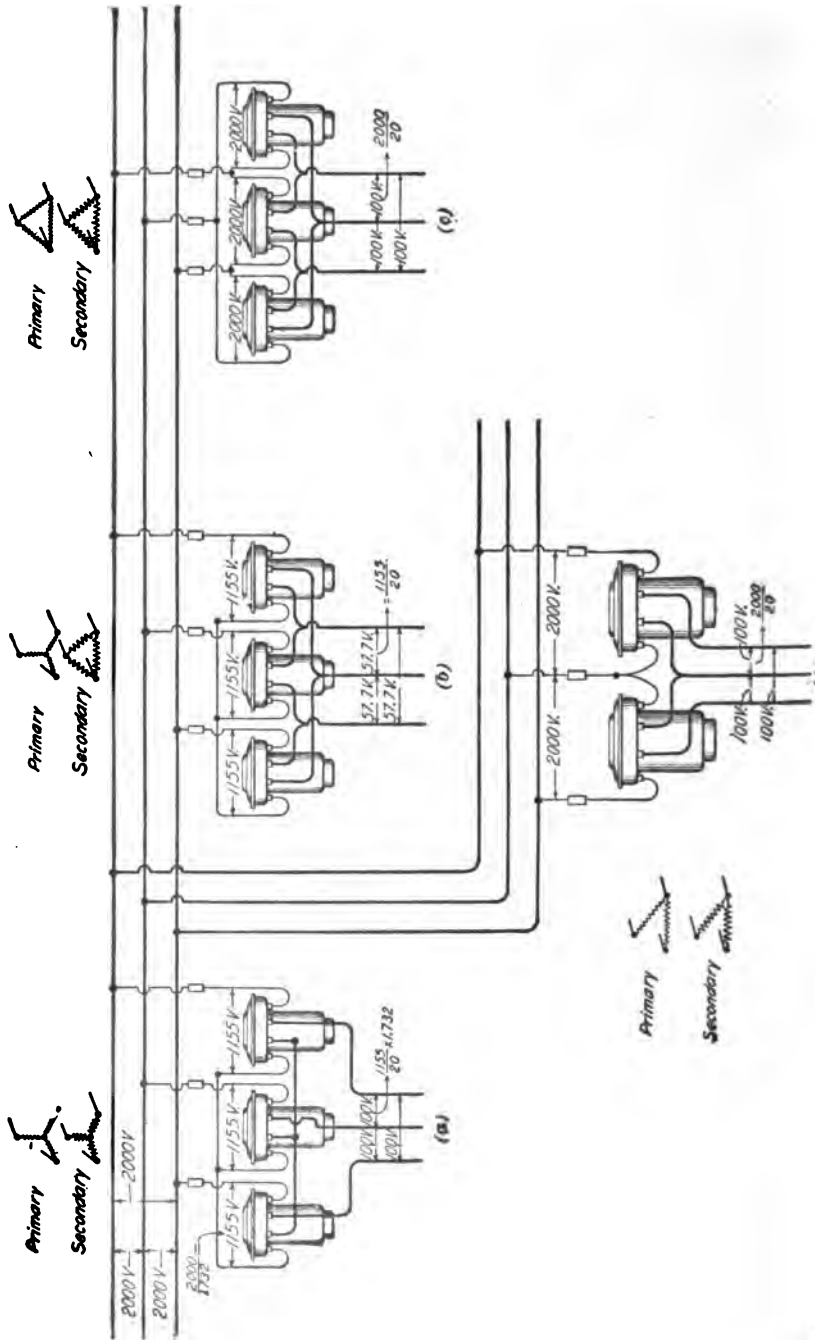 Primary
Secondary
2000V
2000V
2000V
2000/1.732 =
1155V
1155V
1155V
100V
100V
100V
1155/20 x 1.732
(a)
Primary
Secondary
1155V
1155V
1155V
57.7V
57.7V
57.7V
= 1155/20
(b)
Primary
Secondary
2000V
2000V
2000V
100V
100V
100V
2000/20
(c)
Primary
Secondary
2000V
2000V
100V
100V
100V
2000/20